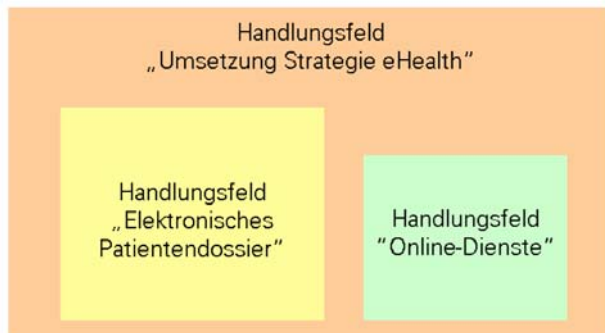 Handlungsfeld
„Umsetzung Strategie eHealth“
Handlungsfeld
„Elektronisches
Patientendossier“
Handlungsfeld
“Online-Dienste”